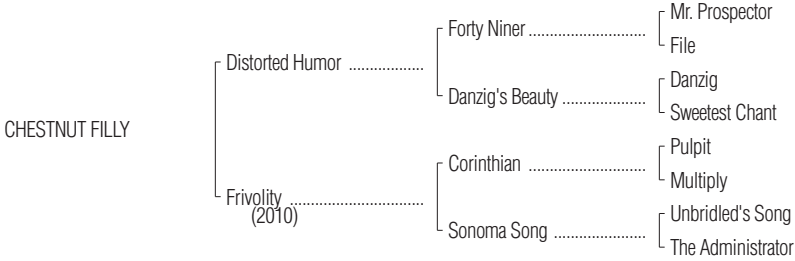 Mr. Prospector
Forty Niner ............................
File
Distorted Humor ..................
Danzig
Danzig's Beauty ....................
Sweetest Chant
CHESTNUT FILLY
Pulpit
Corinthian ............................
Multiply
Frivolity ................................
(2010)
Unbridled's Song
Sonoma Song ......................
The Administrator